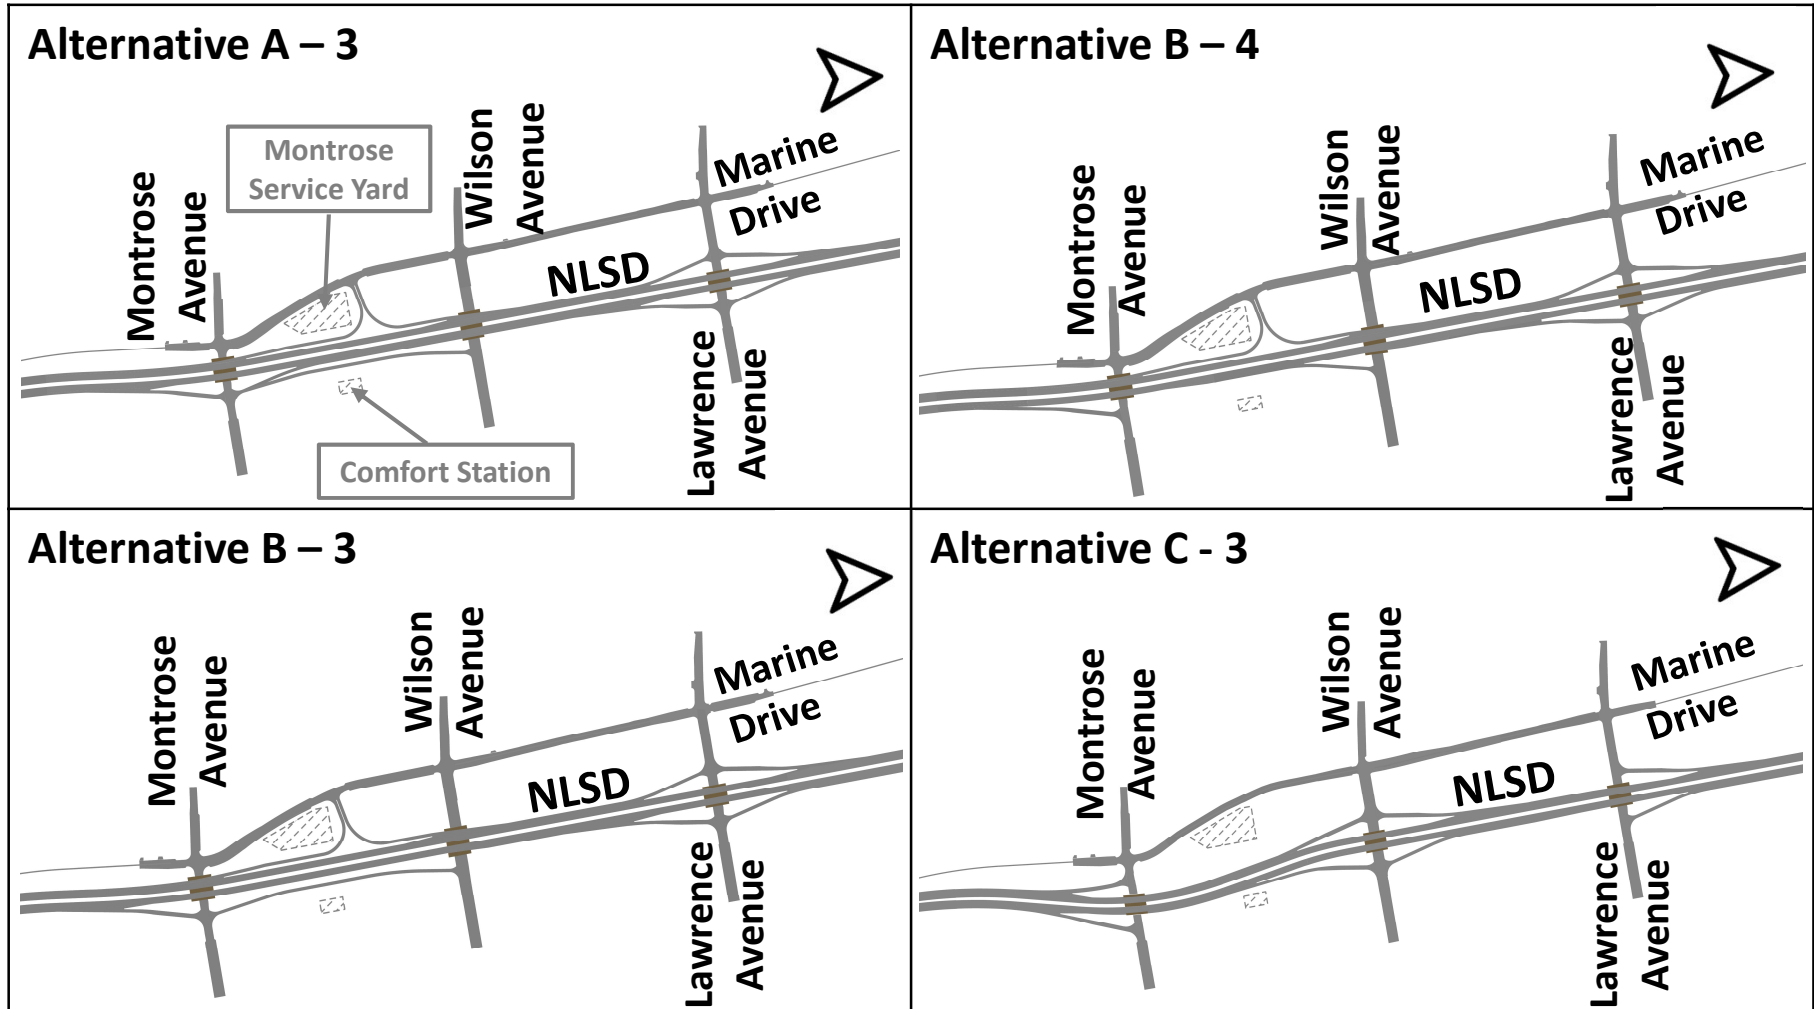 Alternative A – 3
Montrose
Avenue
Montrose
Service Yard
Wilson
Avenue
Marine
Drive
NLSD
Comfort Station
Lawrence
Avenue
Alternative B – 4
Montrose
Avenue
Wilson
Avenue
Marine
Drive
NLSD
Lawrence
Avenue
Alternative B – 3
Montrose
Avenue
Wilson
Avenue
Marine
Drive
NLSD
Lawrence
Avenue
Alternative C - 3
Montrose
Avenue
Wilson
Avenue
Marine
Drive
NLSD
Lawrence
Avenue